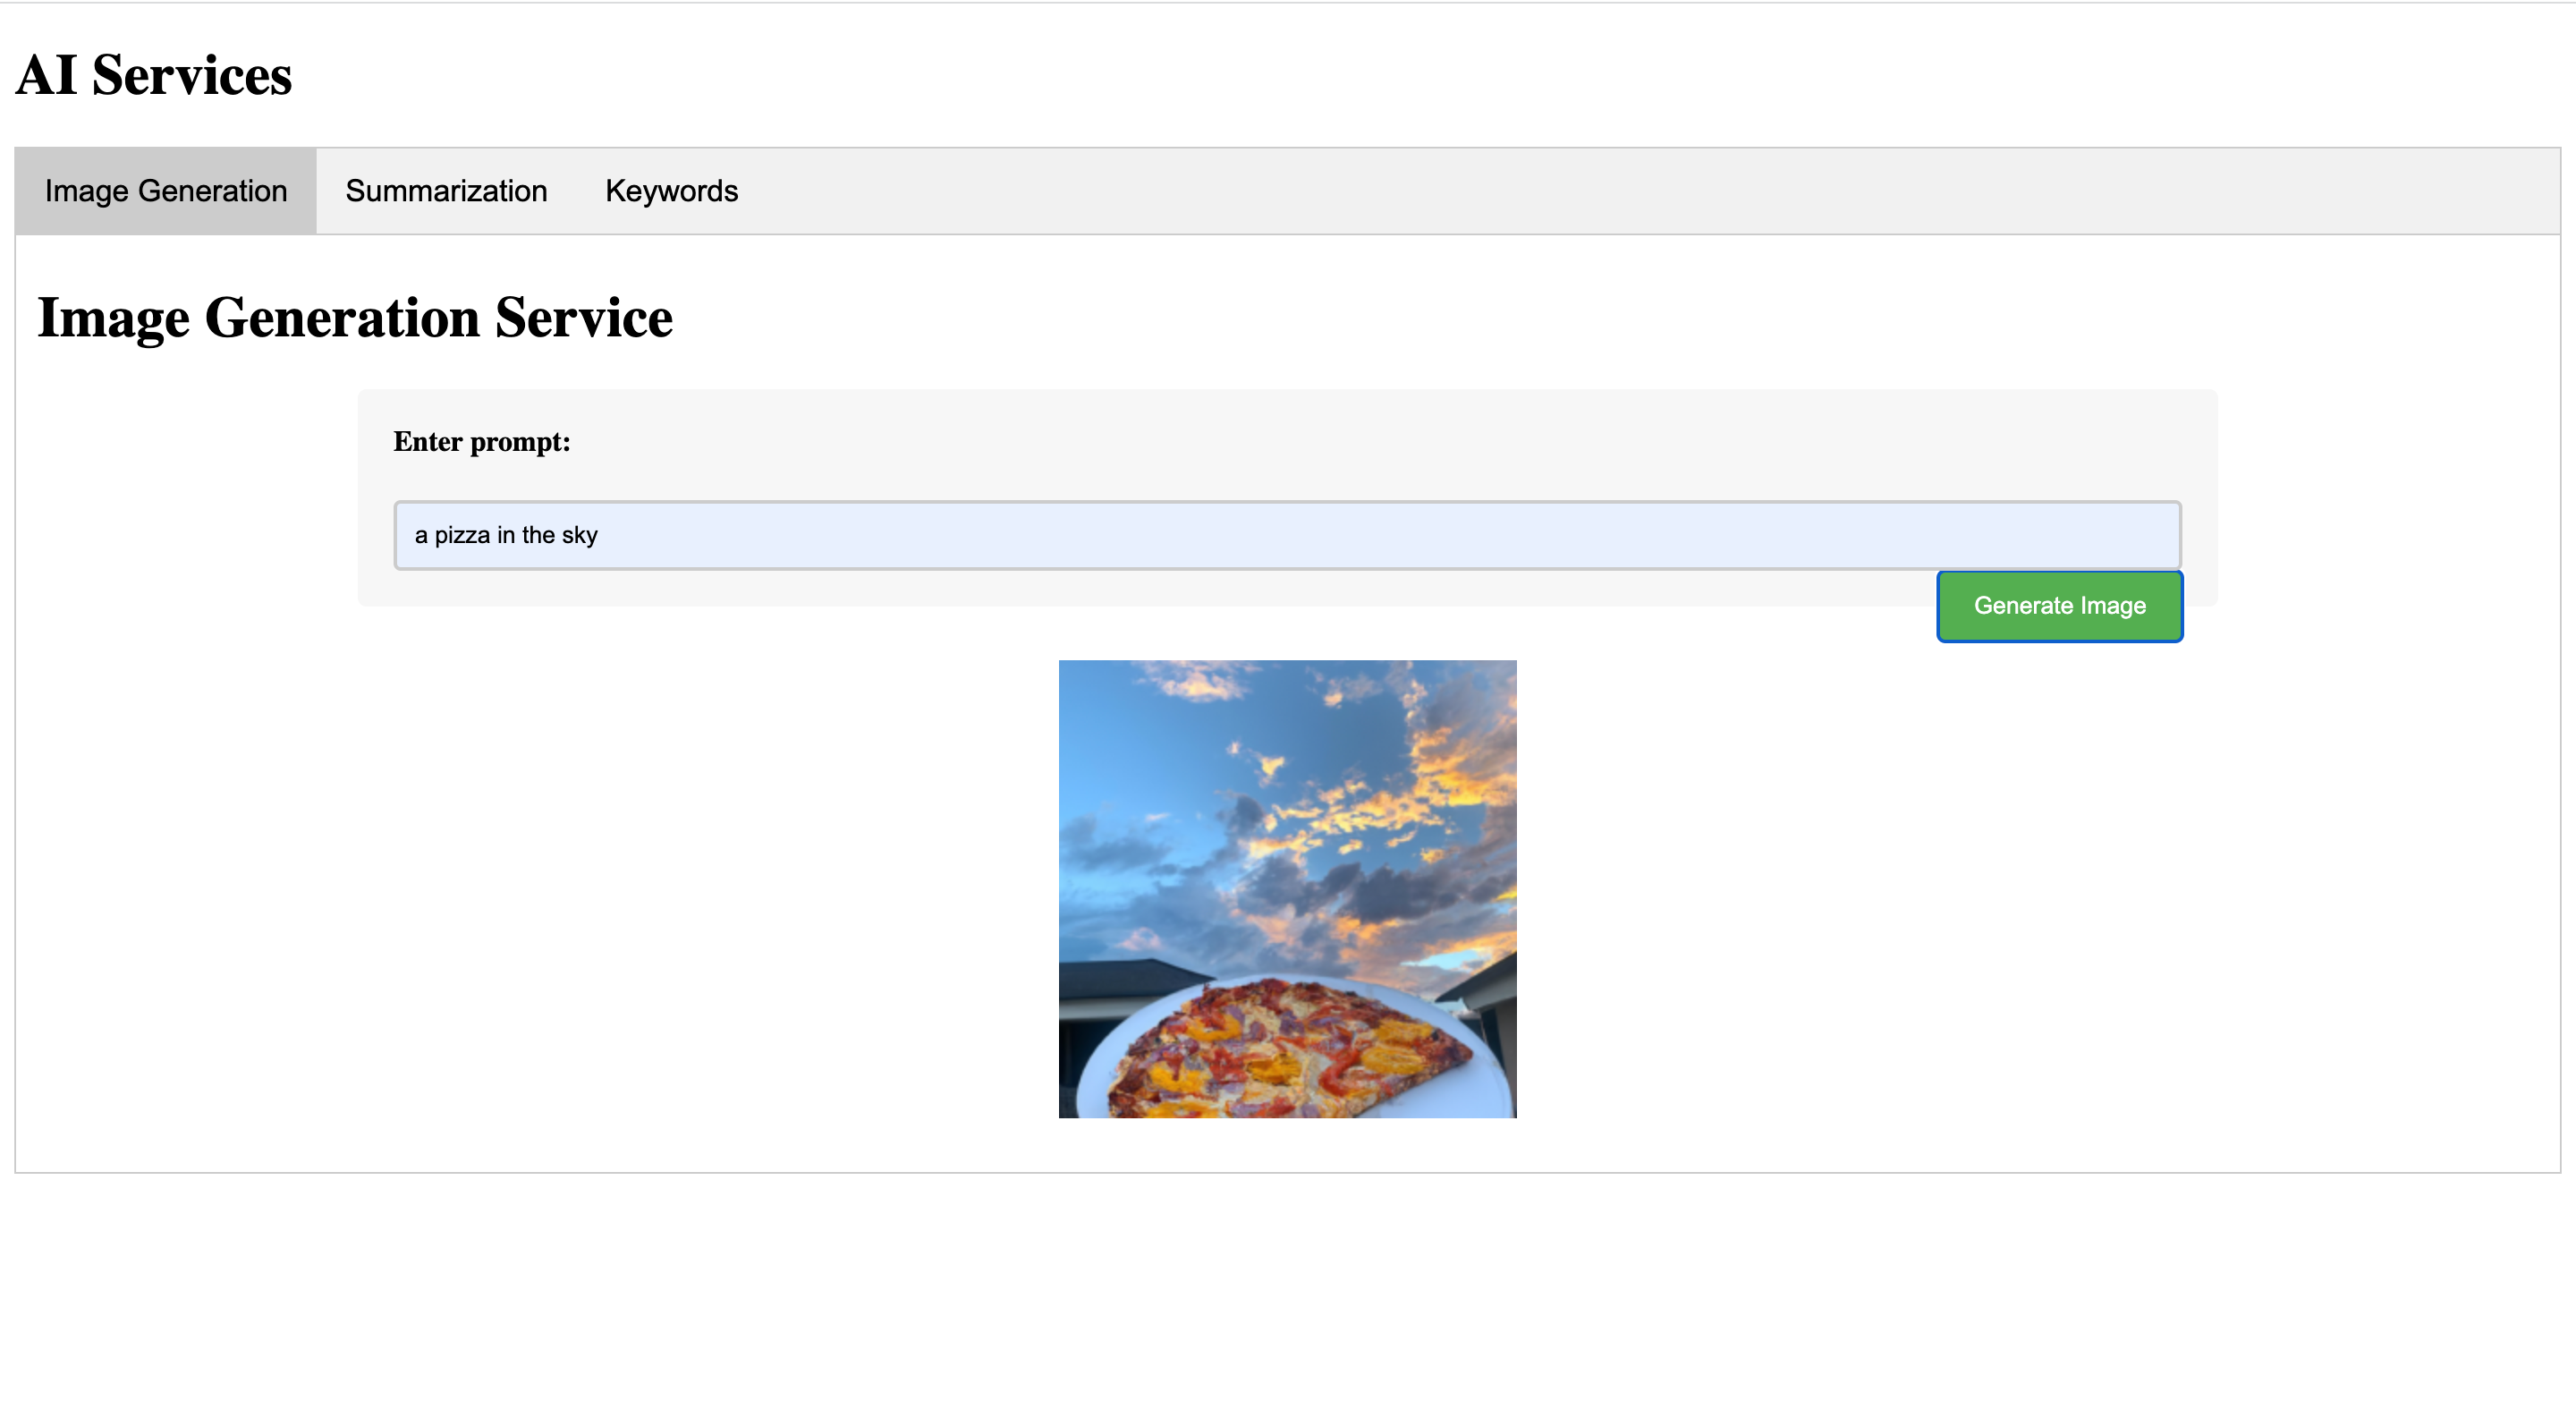 AI Services
Image Generation Summarization Keywords
Image Generation Service
Enter prompt:
a pizza in the sky
Generate Image